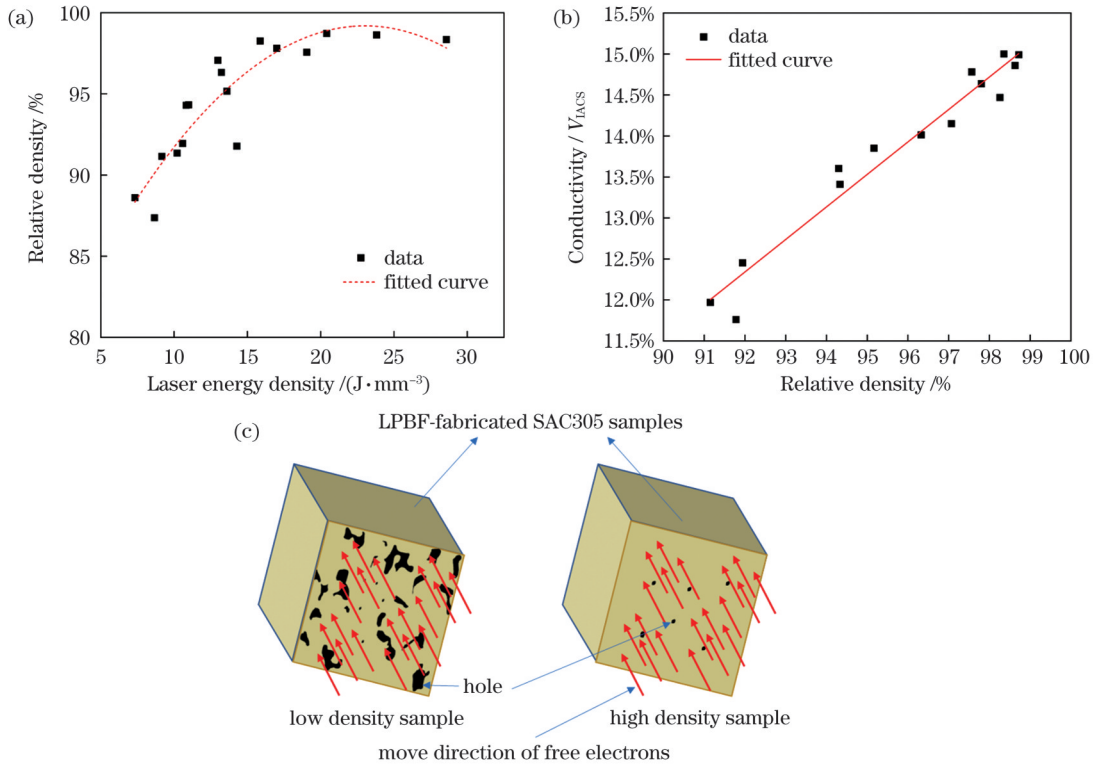 (a)
100
95
90
85
80
Relative density /%
data
fitted curve
5
10
15
20
25
30
Laser energy density /(J·mm⁻³)
(b)
15.5%
15.0%
14.5%
14.0%
13.5%
13.0%
12.5%
12.0%
11.5%
Conductivity / V_IACS
data
fitted curve
90
91
92
93
94
95
96
97
98
99
100
Relative density /%
(c)
LPBF-fabricated SAC305 samples
hole
low density sample
high density sample
move direction of free electrons